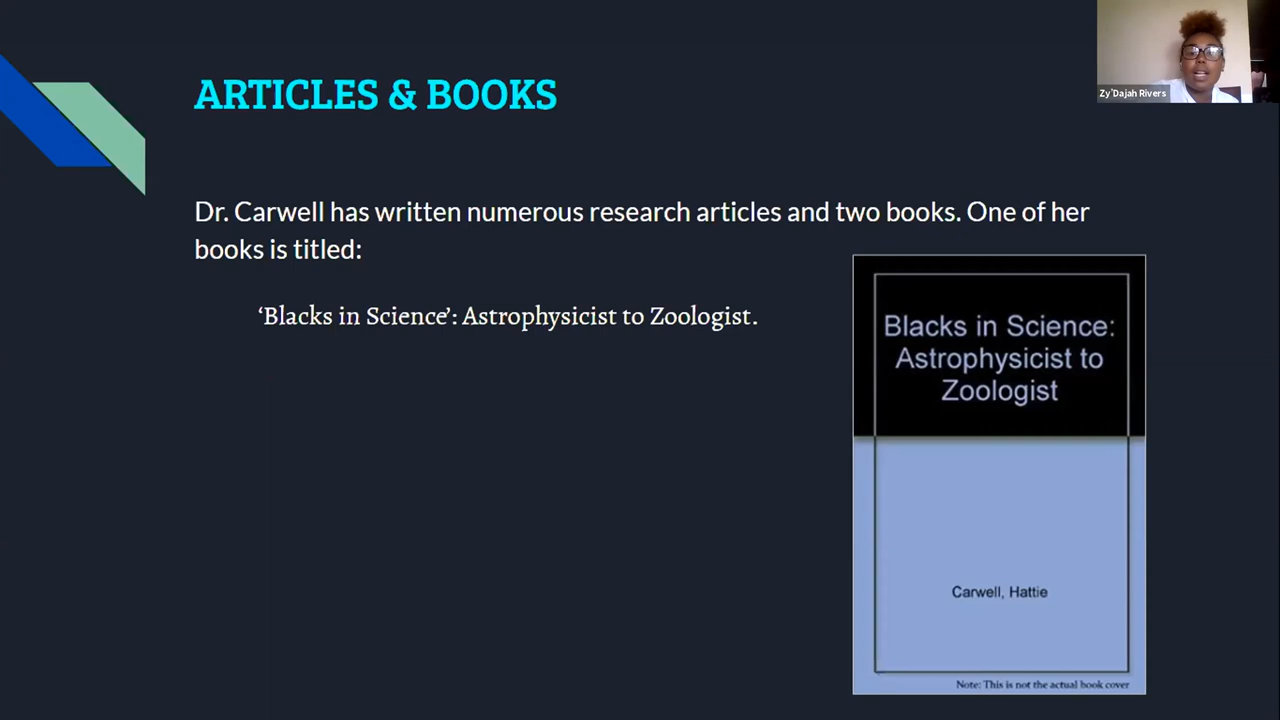 ARTICLES & BOOKS
Zy'Dajah Rivers
Dr. Carwell has written numerous research articles and two books. One of her
books is titled:
‘Blacks in Science’: Astrophysicist to Zoologist.
Blacks in Science:
Astrophysicist to
Zoologist
Carwell, Hattie
Note: This is not the actual book cover